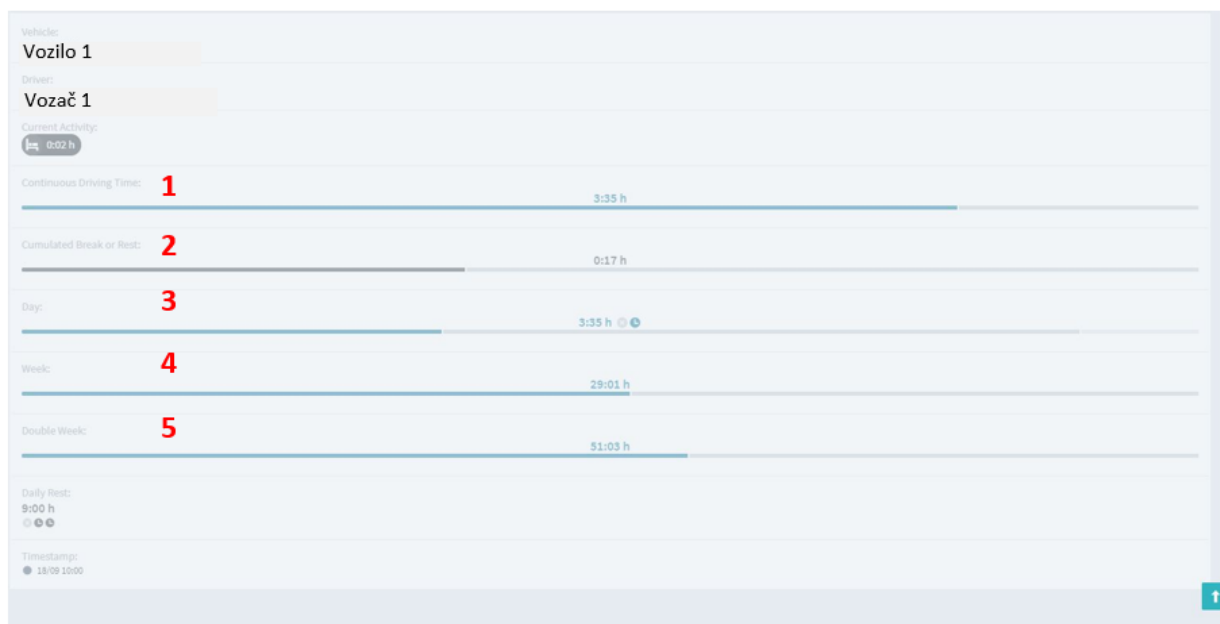 Vehicle:
Vozilo 1
Driver:
Vozač 1
Current Activity:
0:02 h
Continuous Driving Time: 1
3:35 h
Cumulated Break or Rest: 2
0:17 h
Day: 3
3:35 h
Week: 4
29:01 h
Double Week: 5
51:03 h
Daily Rest:
9:00 h
Timestamp:
18/09 10:00